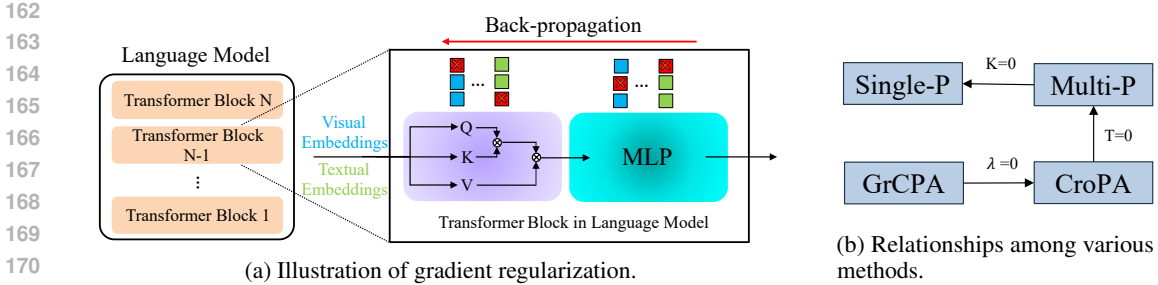 162
163
164
165
166
167
168
169
170
Back-propagation
Language Model
Transformer Block N
Transformer Block
N-1
...
Transformer Block 1
Visual
Embeddings
Textual
Embeddings
... ...
Q
K
V
MLP
Transformer Block in Language Model
(a) Illustration of gradient regularization.
K=0
Single-P Multi-P
T=0
λ =0
GrCPA CroPA
(b) Relationships among various
methods.